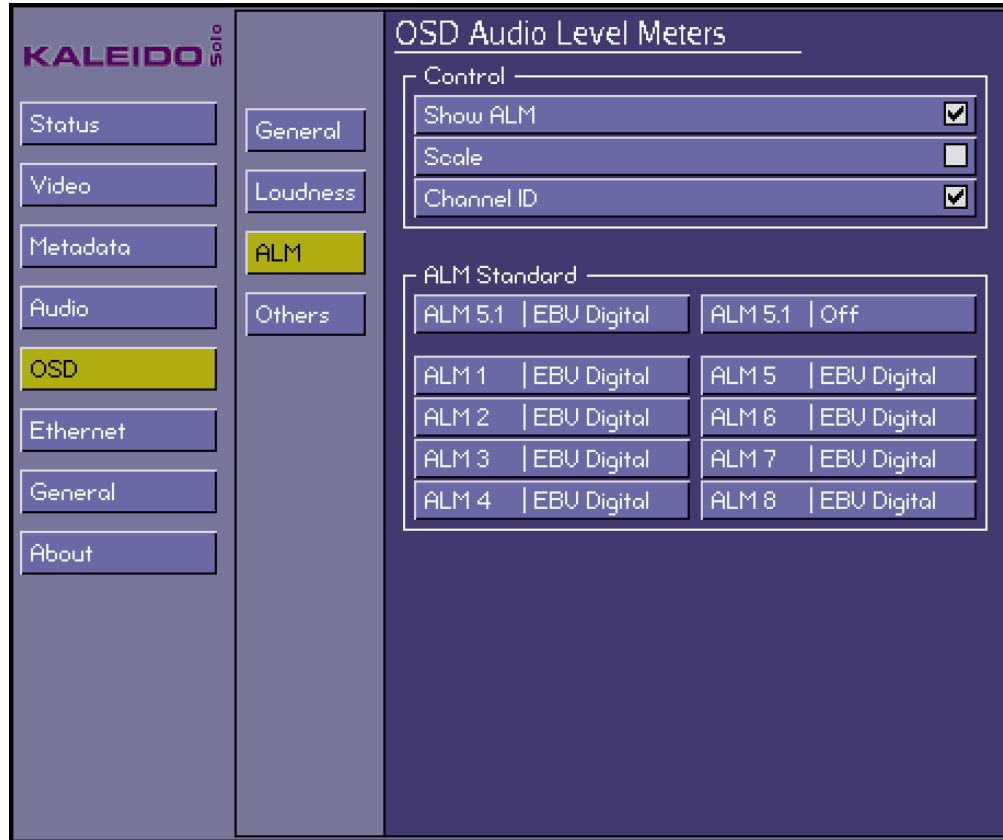 KALEIDO Solo
Status
Video
Metadata
Audio
OSD
Ethernet
General
About
General
Loudness
ALM
Others
OSD Audio Level Meters
Control
Show ALM
Scale
Channel ID
ALM Standard
ALM 5.1 | EBU Digital ALM 5.1 | Off
ALM 1 | EBU Digital ALM 5 | EBU Digital
ALM 2 | EBU Digital ALM 6 | EBU Digital
ALM 3 | EBU Digital ALM 7 | EBU Digital
ALM 4 | EBU Digital ALM 8 | EBU Digital